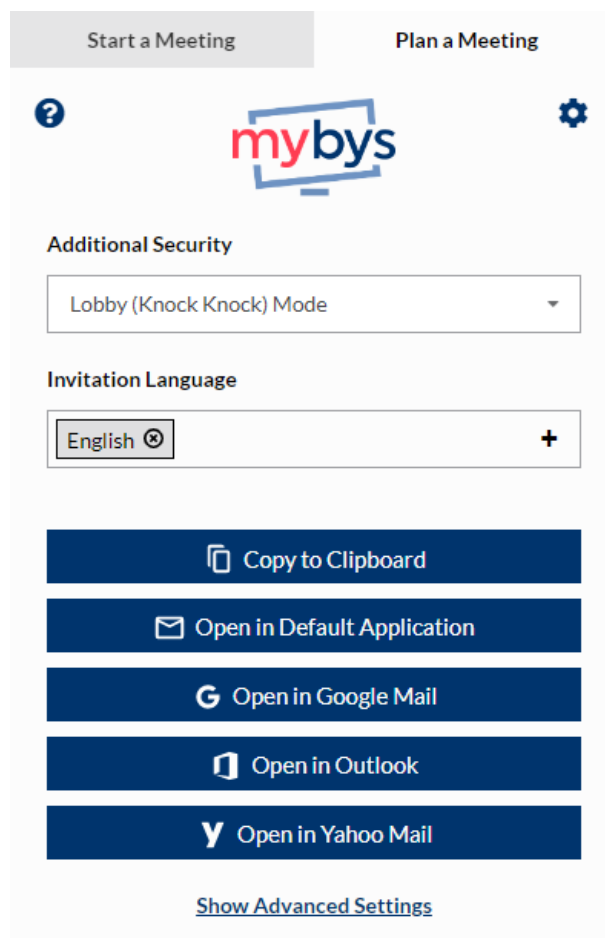 Start a Meeting
Plan a Meeting
mybys
Additional Security
Lobby (Knock Knock) Mode
Invitation Language
English
Copy to Clipboard
Open in Default Application
Open in Google Mail
Open in Outlook
Open in Yahoo Mail
Show Advanced Settings